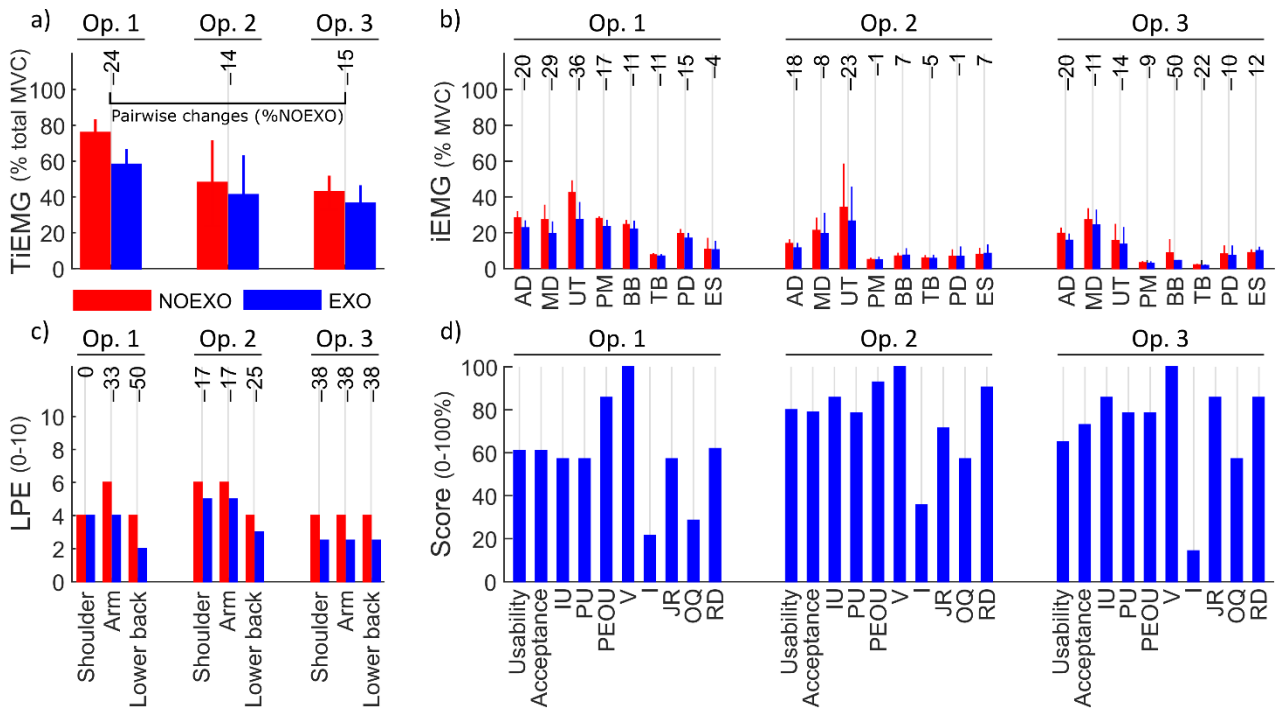 a) Op. 1 Op. 2 Op. 3
–24 –14 –15
Pairwise changes (%NOEXO)
TiEMG (% total MVC)
100
80
60
40
20
0
NOEXO EXO
b) Op. 1 Op. 2 Op. 3
–20 –29 –36 –17 –11 –11 –15 –4 –18 –8 –23 –1 7 –5 –1 7 –20 –11 –14 –9 –50 –22 –10 12
iEMG (% MVC)
100
80
60
40
20
0
AD MD UT PM BB TB PD ES AD MD UT PM BB TB PD ES AD MD UT PM BB TB PD ES
c) Op. 1 Op. 2 Op. 3
0 –33 –50 –17 –17 –25 –38 –38 –38
LPE (0-10)
10
8
6
4
2
0
Shoulder Arm Lower back Shoulder Arm Lower back Shoulder Arm Lower back
d) Op. 1 Op. 2 Op. 3
Score (0-100%)
100
80
60
40
20
0
Usability Acceptance IU PU PEOU V I JR OQ RD Usability Acceptance IU PU PEOU V I JR OQ RD Usability Acceptance IU PU PEOU V I JR OQ RD